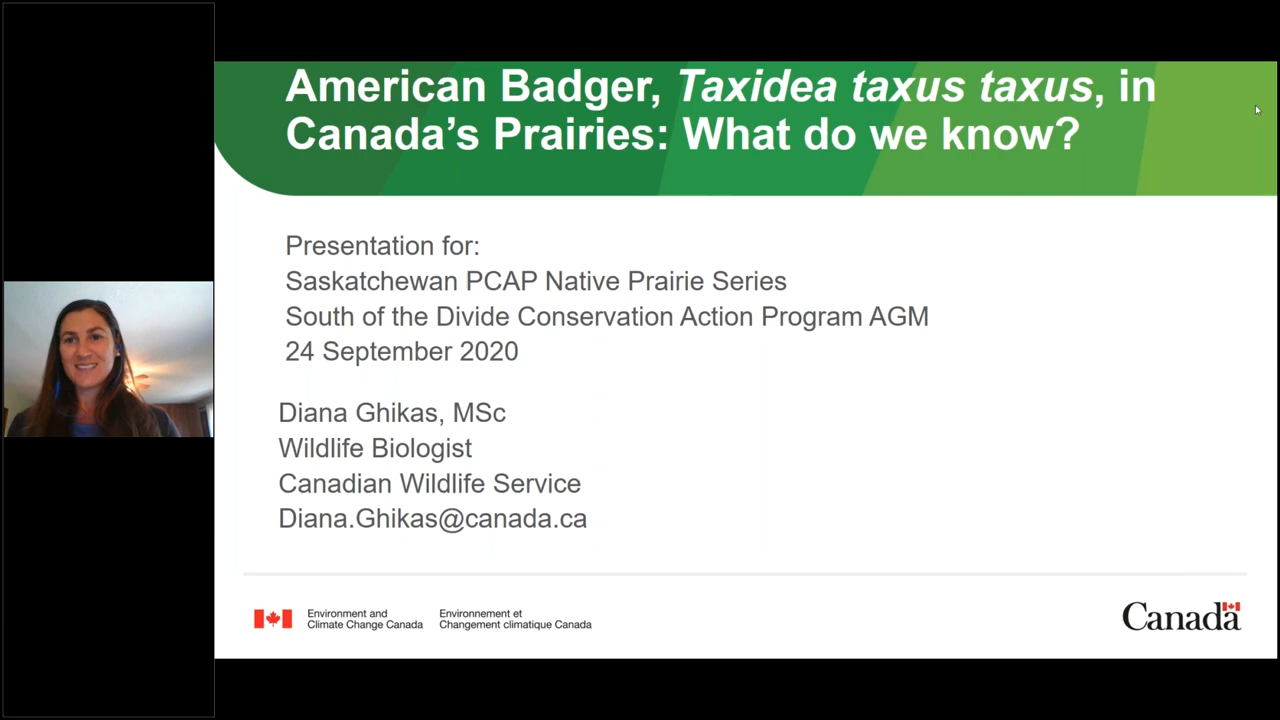 American Badger, Taxidea taxus taxus, in
Canada's Prairies: What do we know?
Presentation for:
Saskatchewan PCAP Native Prairie Series
South of the Divide Conservation Action Program AGM
24 September 2020
Diana Ghikas, MSc
Wildlife Biologist
Canadian Wildlife Service
Diana.Ghikas@canada.ca
Environment and
Climate Change Canada
Environnement et
Changement climatique Canada
Canada